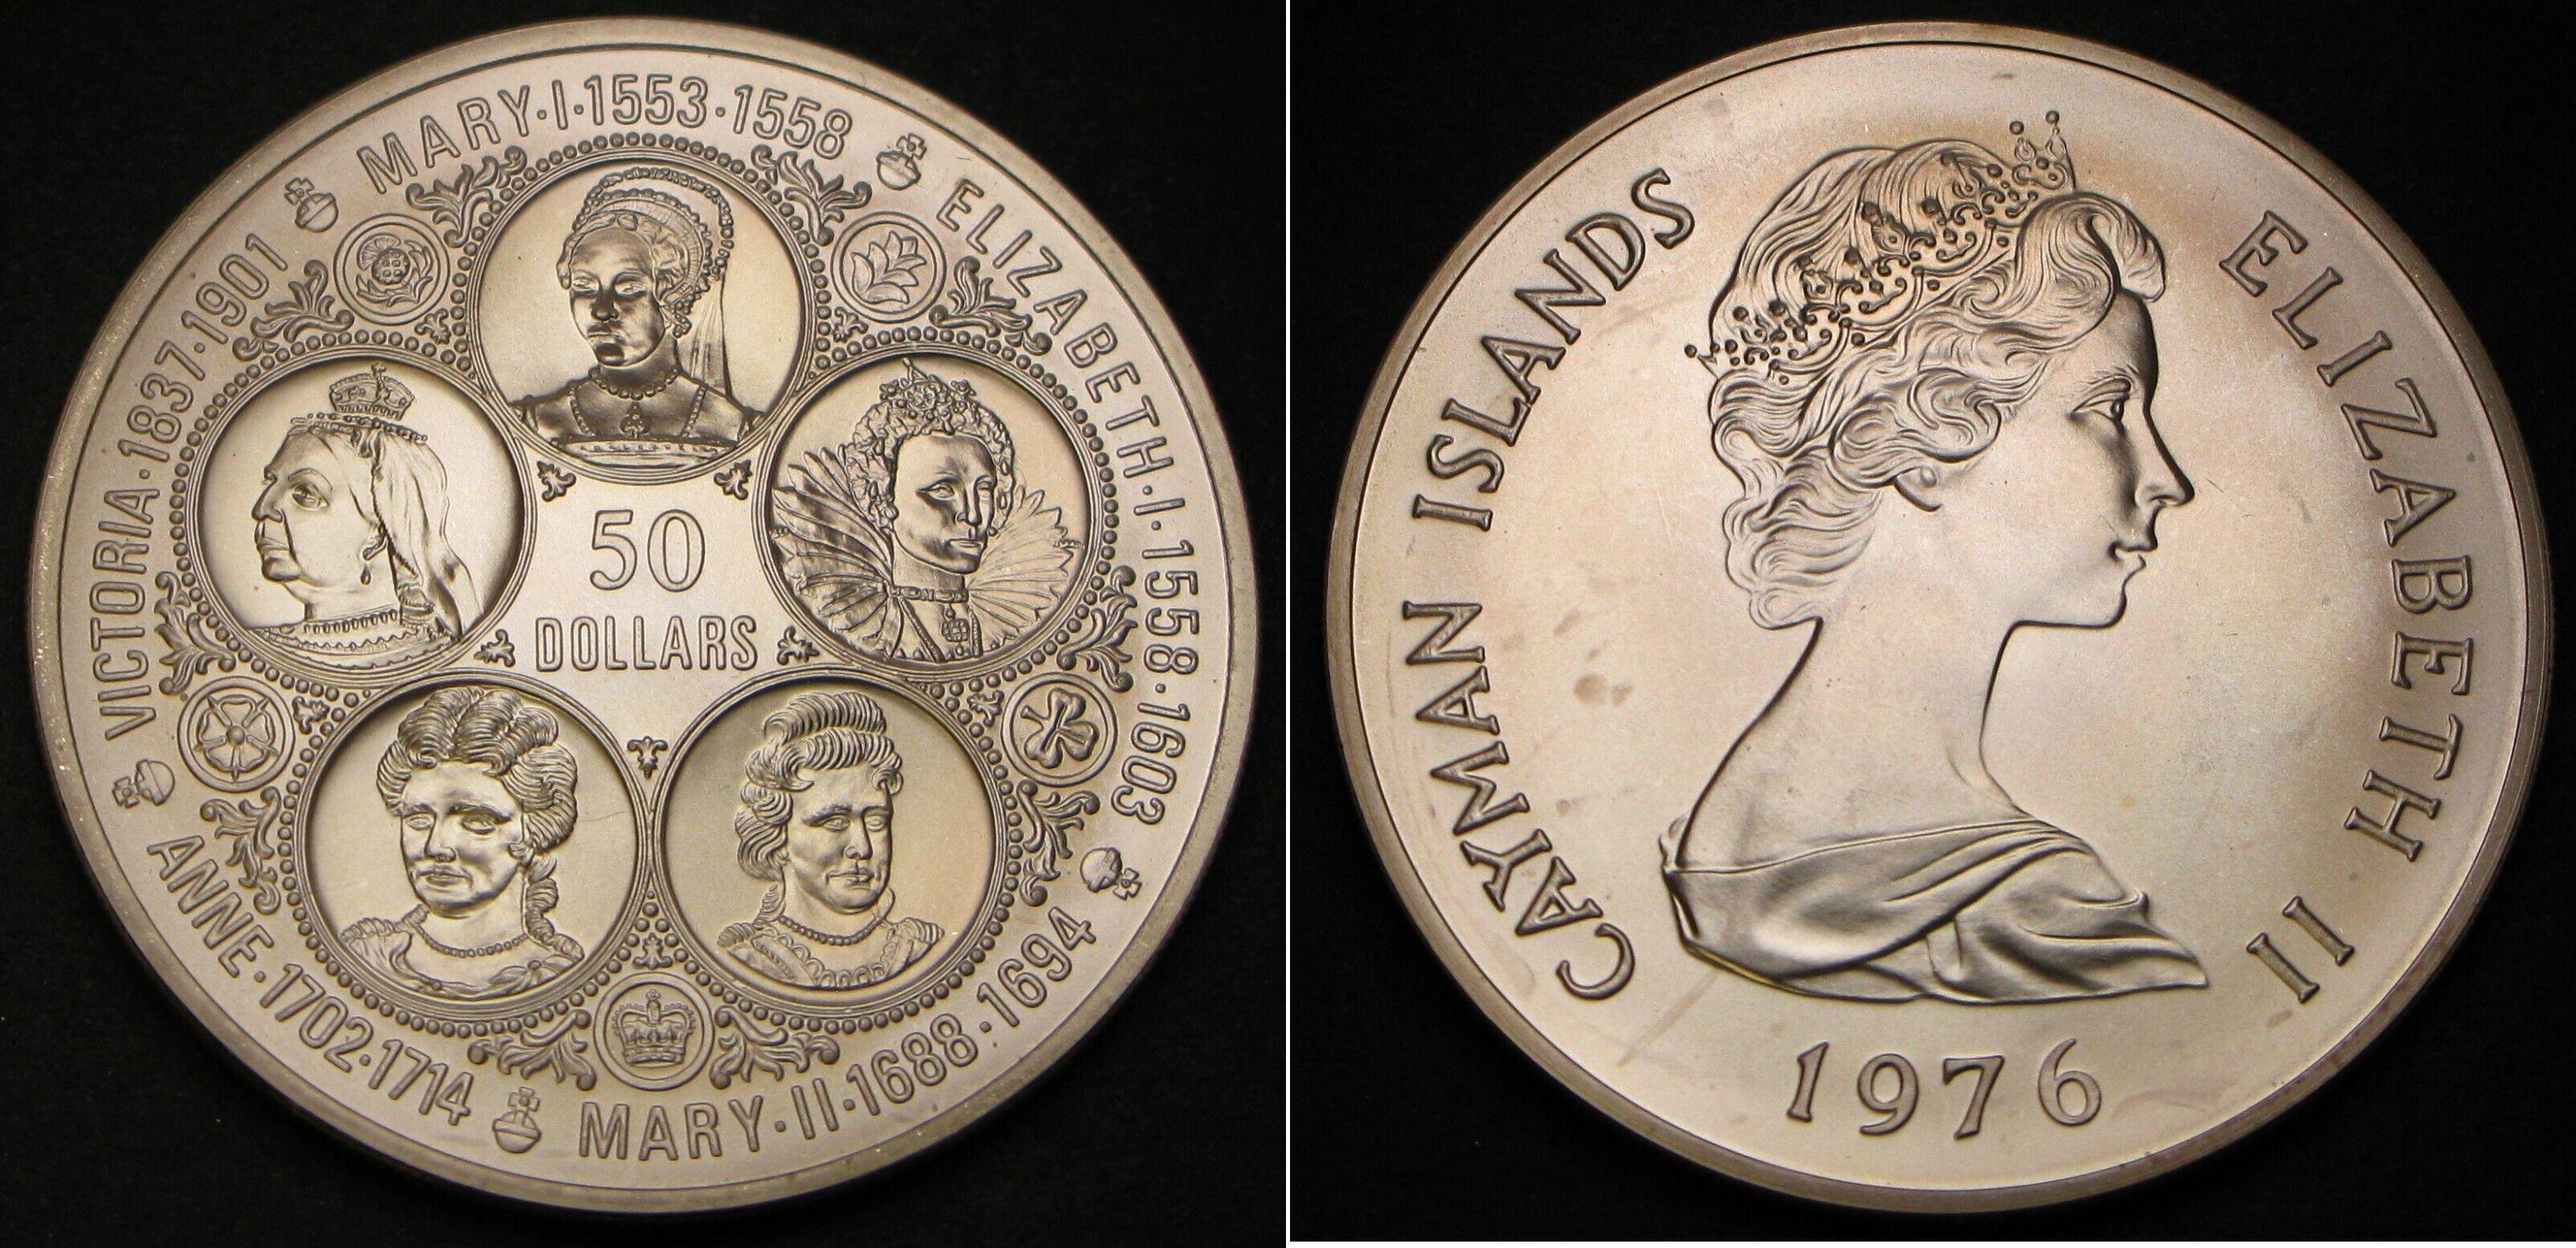 MARY·I·1553·1558
ELIZABETH·I·1558·1603
MARY·II·1688·1694
ANNE·1702·1714
VICTORIA·1837·1901
50
DOLLARS
CAYMAN ISLANDS
ELIZABETH II
1976